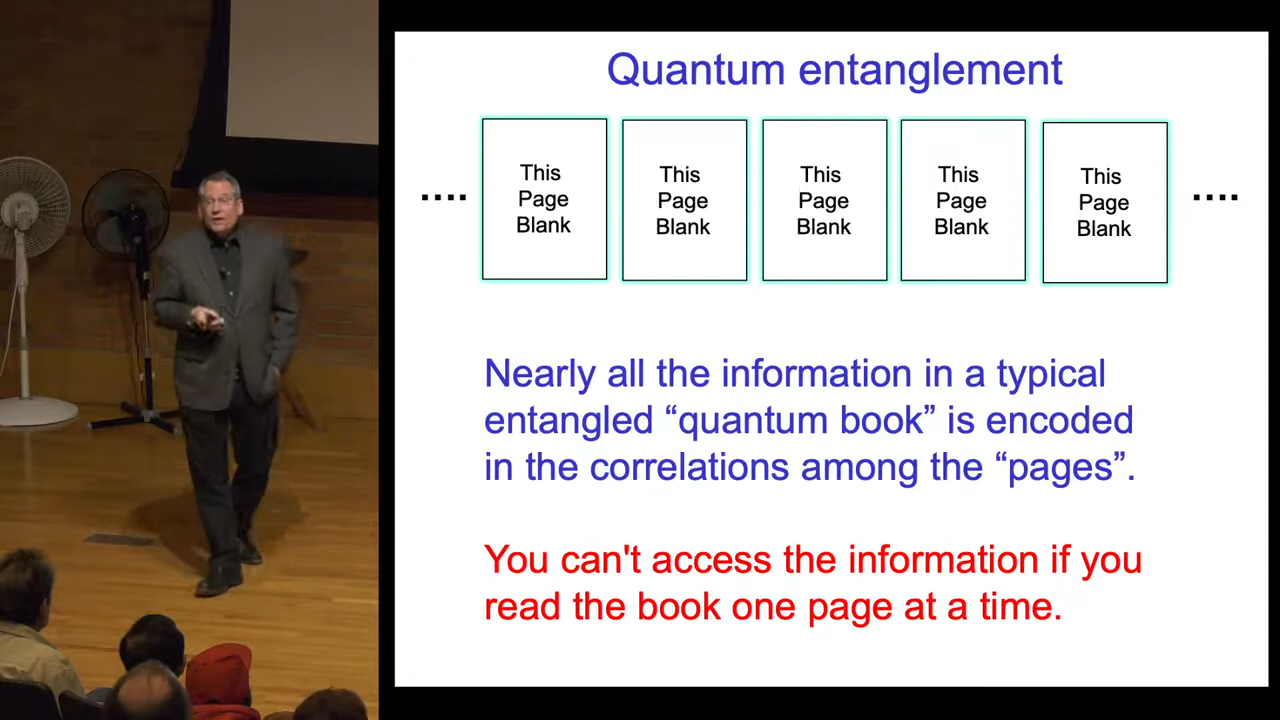 Quantum entanglement
....
This
Page
Blank
This
Page
Blank
This
Page
Blank
This
Page
Blank
This
Page
Blank
....
Nearly all the information in a typical
entangled “quantum book” is encoded
in the correlations among the “pages”.
You can't access the information if you
read the book one page at a time.